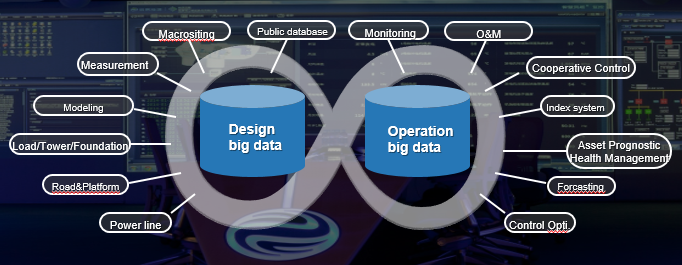 Macrositing
Public database
Monitoring
O&M
Measurement
Cooperative Control
Modeling
Index system
Design
big data
Operation
big data
Load/Tower/Foundation
Asset Prognostic
Health Management
Road&Platform
Forcasting
Power line
Control Opti.